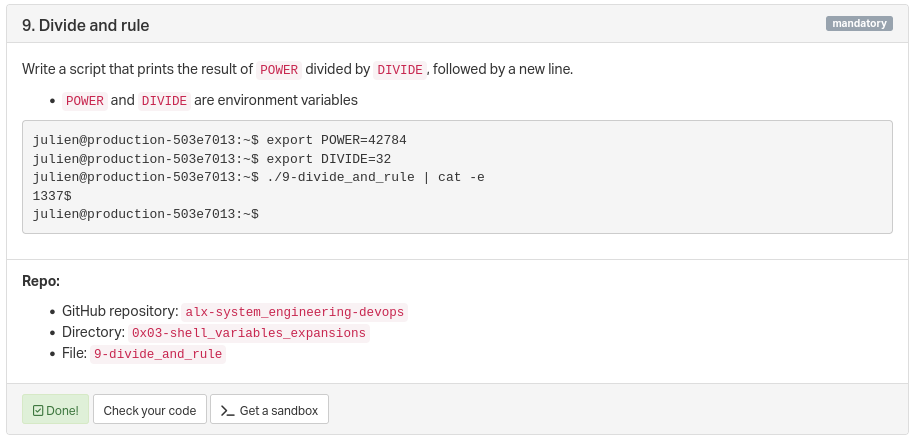 9. Divide and rule
mandatory
Write a script that prints the result of POWER divided by DIVIDE, followed by a new line.
• POWER and DIVIDE are environment variables
julien@production-503e7013:~$ export POWER=42784
julien@production-503e7013:~$ export DIVIDE=32
julien@production-503e7013:~$ ./9-divide_and_rule | cat -e
1337$
julien@production-503e7013:~$
Repo:
• GitHub repository: alx-system_engineering-devops
• Directory: 0x03-shell_variables_expansions
• File: 9-divide_and_rule
Done! Check your code >_ Get a sandbox